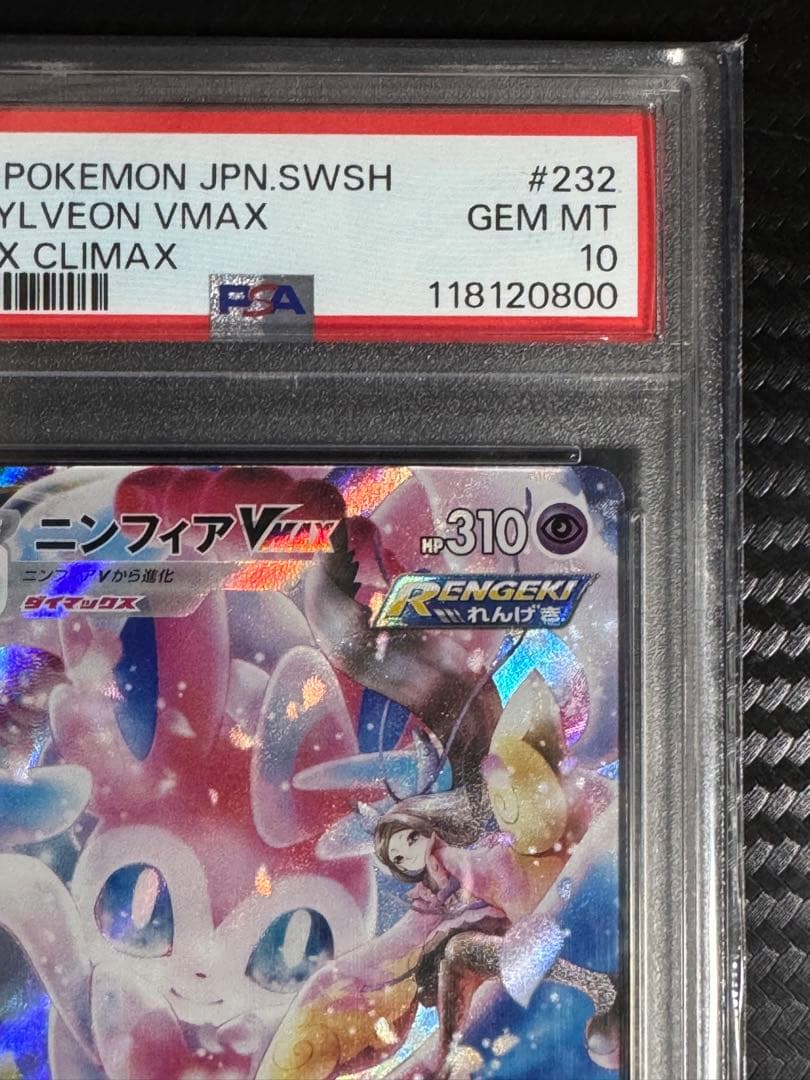 POKEMON JPN.SWSH #232
YLVEON VMAX GEM MT
X CLIMAX 10
PSA 118120800
ニンフィアVMAX HP310
ニンフィアVから進化
ダイマックス
RENGEKI
れんげき